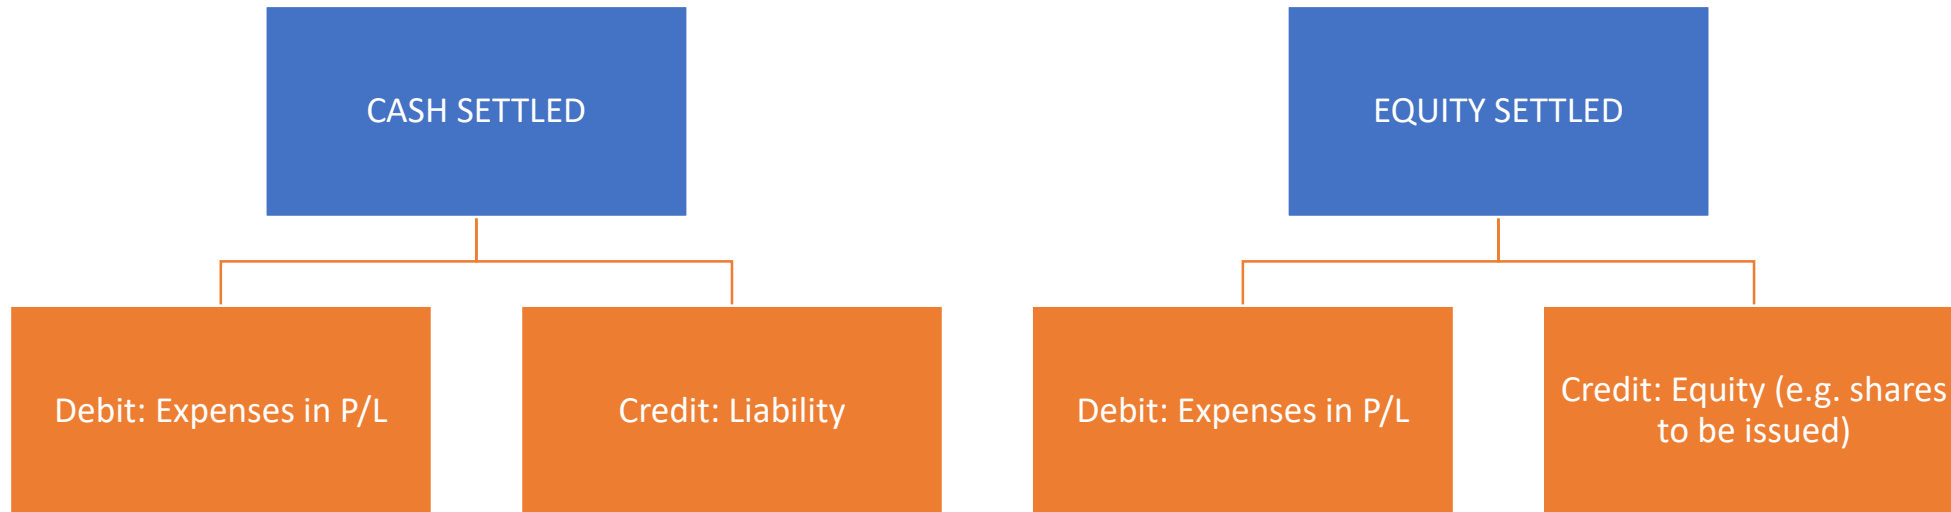 CASH SETTLED
EQUITY SETTLED
Debit: Expenses in P/L
Credit: Liability
Debit: Expenses in P/L
Credit: Equity (e.g. shares
to be issued)